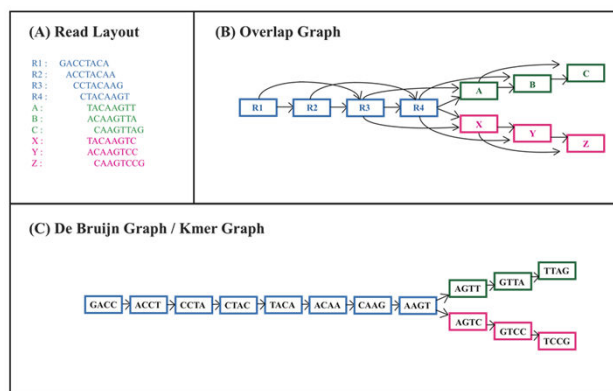 (A) Read Layout
R1 : GACCTACA
R2 : ACCTACAA
R3 : CCTACAAG
R4 : CTACAAGT
A : TACAAGTT
B : ACAAGTTA
C : CAAGTTAG
X : TACAAGTC
Y : ACAAGTCC
Z : CAAGTCCG
(B) Overlap Graph
R1 R2 R3 R4 A B C
X Y Z
(C) De Bruijn Graph / Kmer Graph
GACC ACCT CCTA CTAC TACA ACAA CAAG AAGT
AGTT GTTA TTAG
AGTC GTCC TCCG